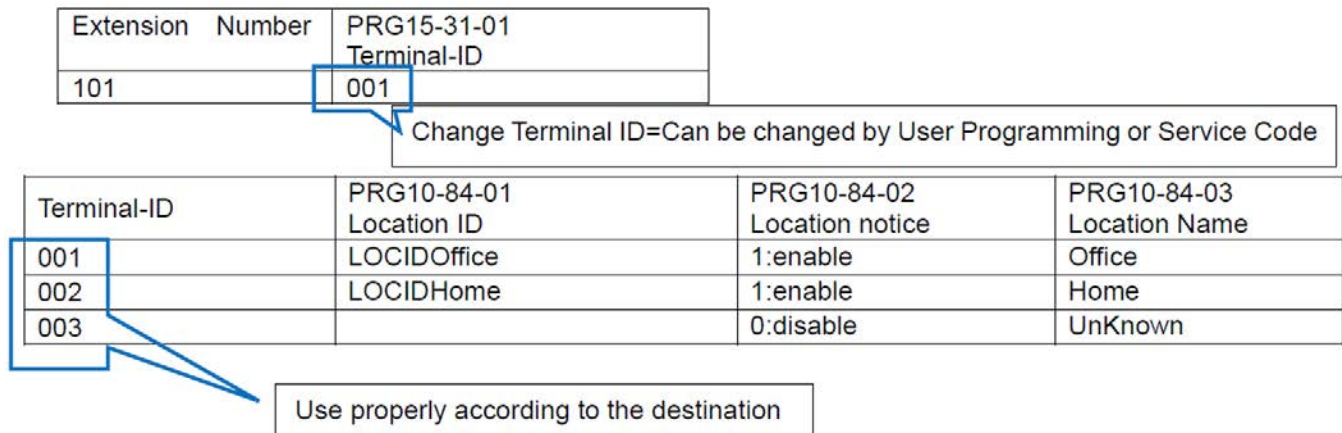 Extension Number PRG15-31-01
Terminal-ID
101 001
Change Terminal ID=Can be changed by User Programming or Service Code
Terminal-ID PRG10-84-01 PRG10-84-02 PRG10-84-03
Location ID Location notice Location Name
001 LOCIDOffice 1:enable Office
002 LOCIDHome 1:enable Home
003 0:disable UnKnown
Use properly according to the destination